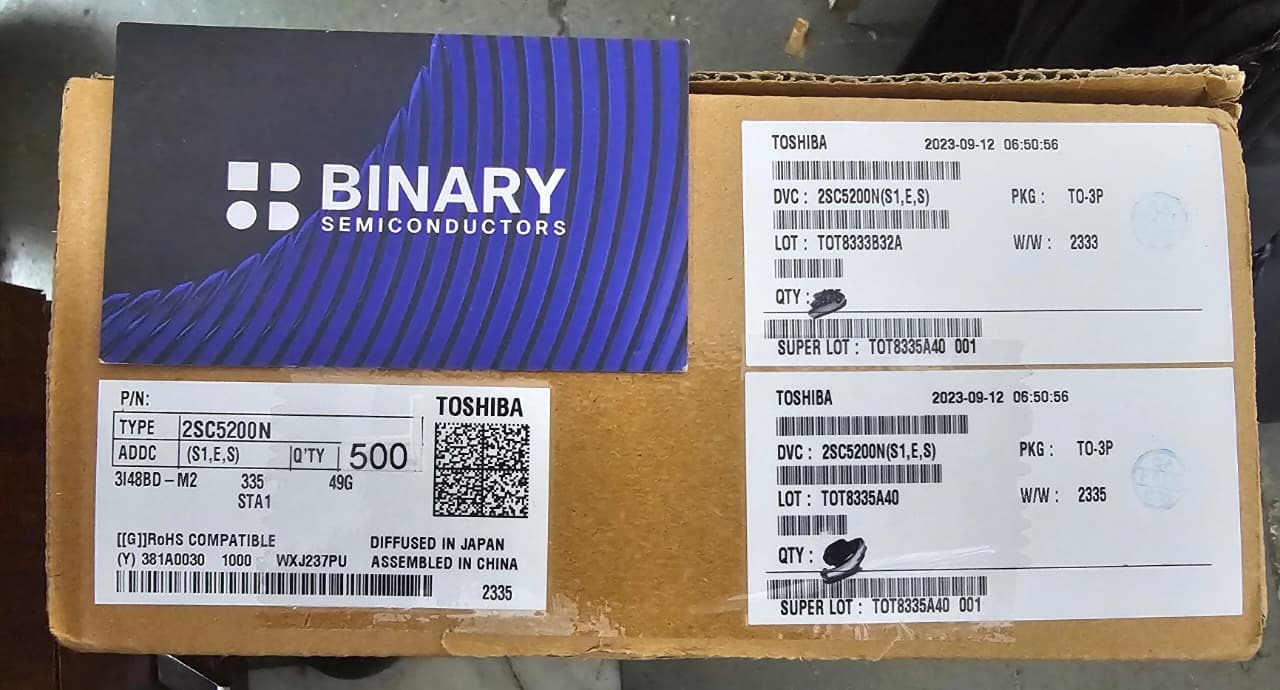 BINARY
SEMICONDUCTORS
TOSHIBA 2023-09-12 06:50:56
DVC : 2SC5200N(S1,E,S) PKG : TO-3P
LOT : TOT8333B32A W/W : 2333
QTY :
SUPER LOT : TOT8335A40 001
TOSHIBA 2023-09-12 06:50:56
DVC : 2SC5200N(S1,E,S) PKG : TO-3P
LOT : TOT8335A40 W/W : 2335
QTY :
SUPER LOT : TOT8335A40 001
P/N: TOSHIBA
TYPE 2SC5200N
ADDC (S1,E,S) Q'TY 500
3I48BD-M2 335 49G
STA1
[[G]]RoHS COMPATIBLE DIFFUSED IN JAPAN
(Y) 381A0030 1000 WXJ237PU ASSEMBLED IN CHINA
2335